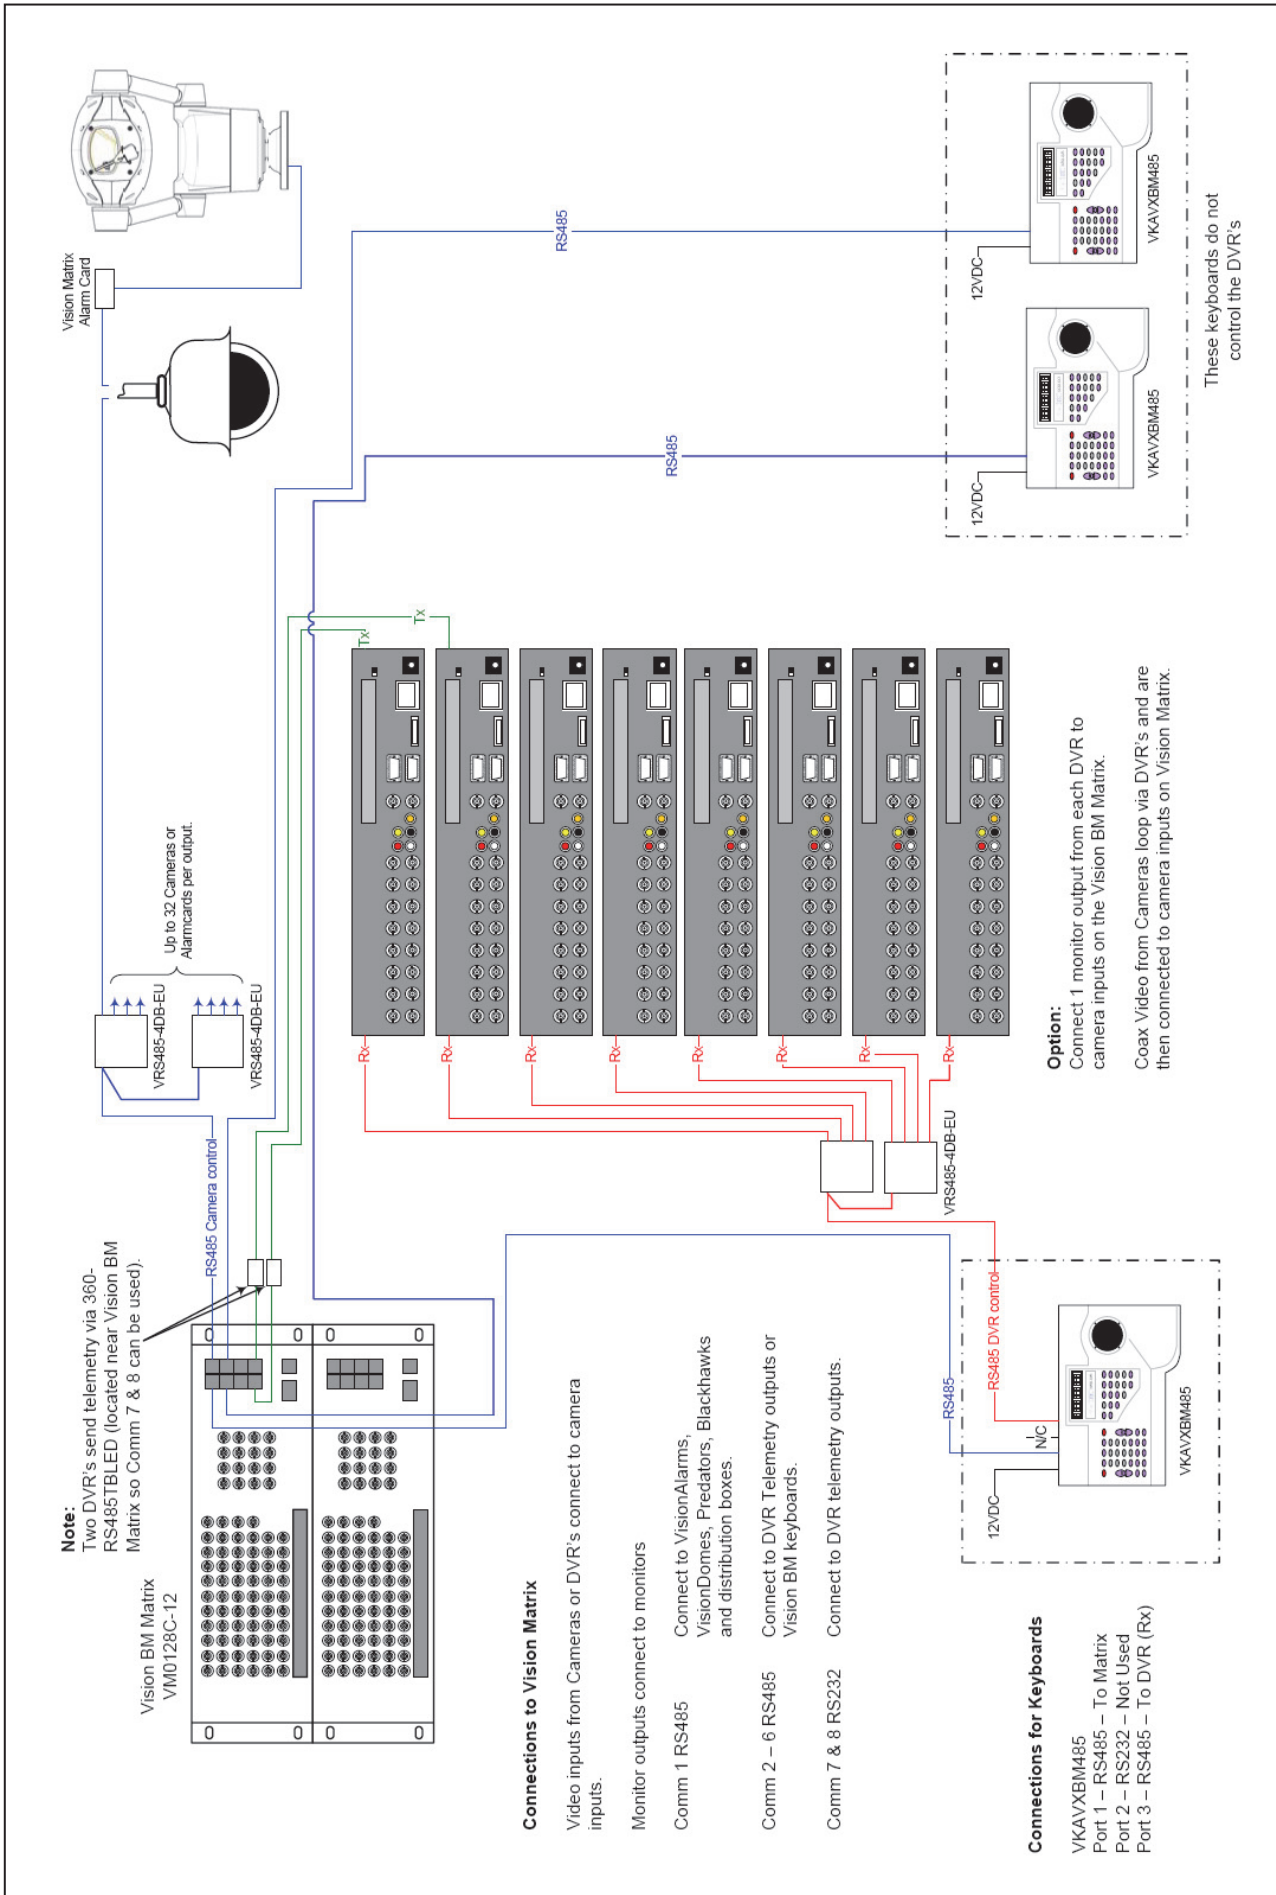 Note:
Two DVR's send telemetry via 360-
RS485TBLED (located near Vision BM
Matrix so Comm 7 & 8 can be used).
Vision BM Matrix
VM0128C-12
RS485 Camera control
VRS485-4DB-EU
VRS485-4DB-EU
Up to 32 Cameras or
Alarmcards per output.
Vision Matrix
Alarm Card
Tx
Tx
RS485
RS485
Rx
Rx
Rx
Rx
Rx
Rx
Rx
Rx
VRS485-4DB-EU
12VDC
VKAVXBM485
12VDC
VKAVXBM485
These keyboards do not
control the DVR's
Option:
Connect 1 monitor output from each DVR to
camera inputs on the Vision BM Matrix.
Coax Video from Cameras loop via DVR's and are
then connected to camera inputs on Vision Matrix.
Connections to Vision Matrix
Video inputs from Cameras or DVR's connect to camera
inputs.
Monitor outputs connect to monitors
Comm 1 RS485 Connect to VisionAlarms,
VisionDomes, Predators, Blackhawks
and distribution boxes.
Comm 2 – 6 RS485 Connect to DVR Telemetry outputs or
Vision BM keyboards.
Comm 7 & 8 RS232 Connect to DVR telemetry outputs.
RS485
RS485 DVR control
N/C
12VDC
VKAVXBM485
Connections for Keyboards
VKAVXBM485
Port 1 – RS485 – To Matrix
Port 2 – RS232 – Not Used
Port 3 – RS485 – To DVR (Rx)